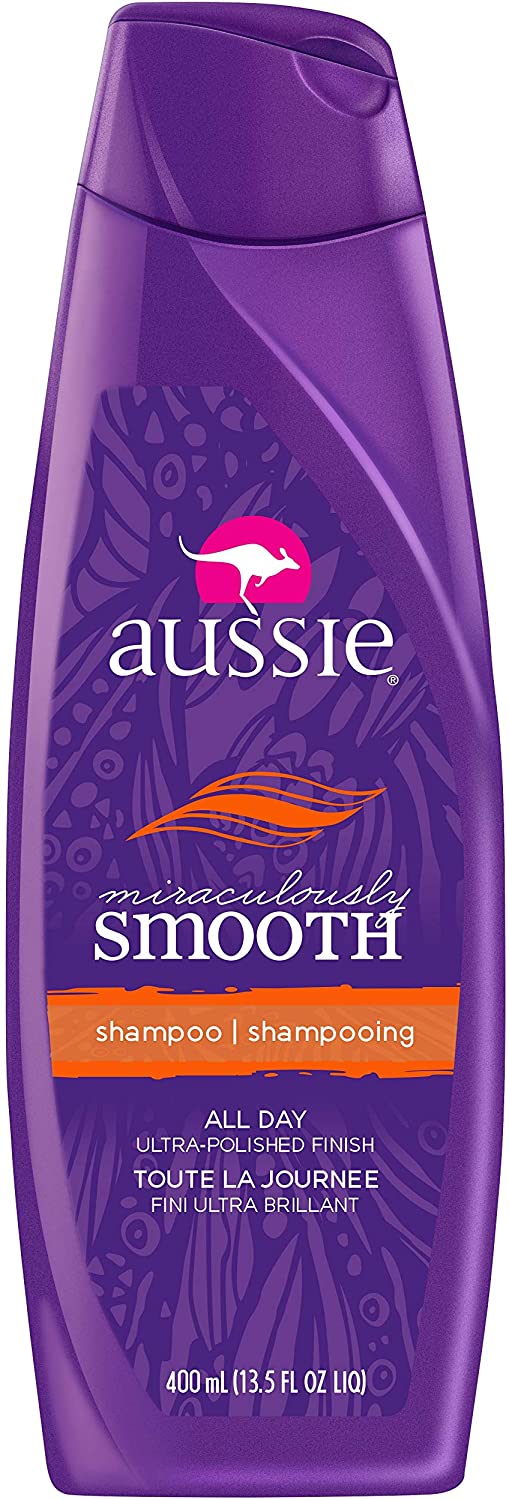 aussie®
miraculously
SMOOTH
shampoo | shampooing
ALL DAY
ULTRA-POLISHED FINISH
TOUTE LA JOURNEE
FINI ULTRA BRILLANT
400 mL (13.5 FL OZ LIQ)